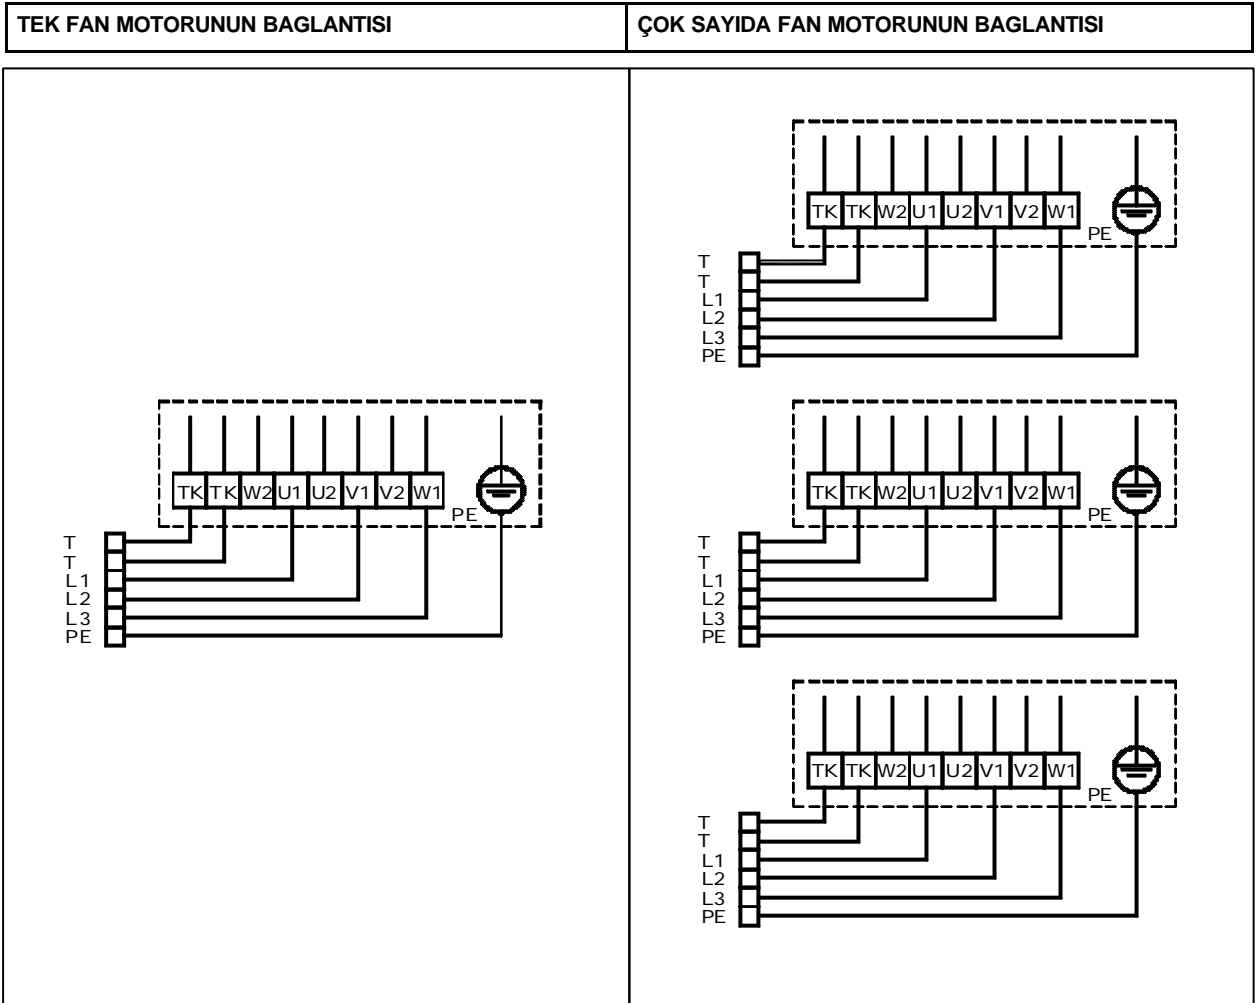 TEK FAN MOTORUNUN BAGLANTISI
ÇOK SAYIDA FAN MOTORUNUN BAGLANTISI
TK TK W2 U1 U2 V1 V2 W1
PE
T
T
L1
L2
L3
PE
TK TK W2 U1 U2 V1 V2 W1
PE
T
T
L1
L2
L3
PE
TK TK W2 U1 U2 V1 V2 W1
PE
T
T
L1
L2
L3
PE
TK TK W2 U1 U2 V1 V2 W1
PE
T
T
L1
L2
L3
PE